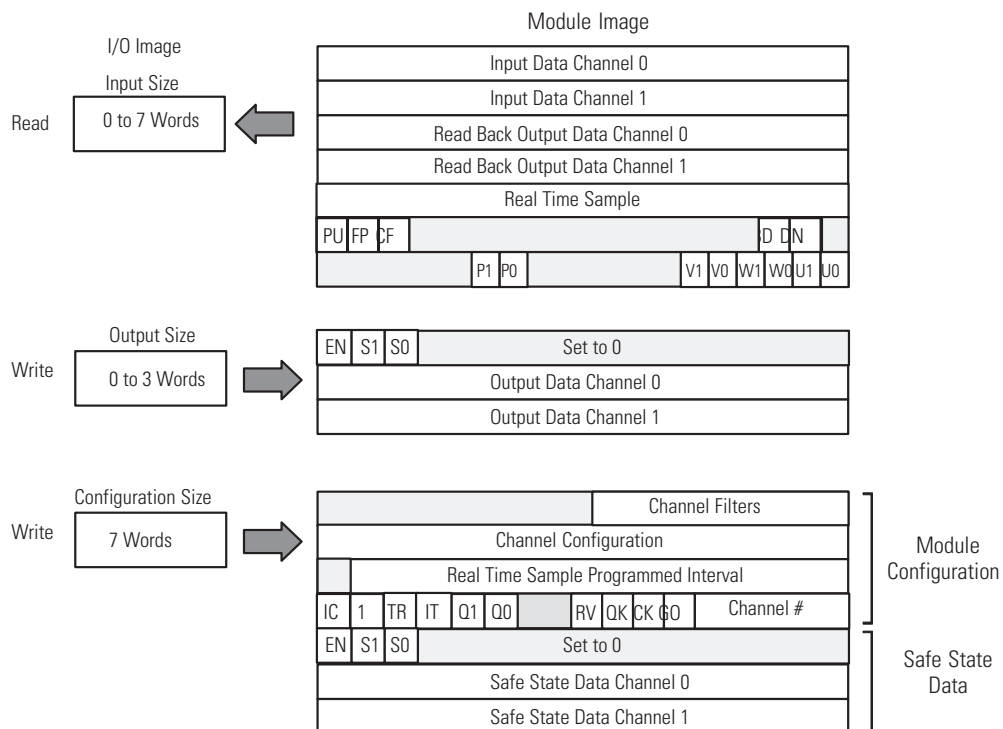 Module Image
I/O Image
Input Size
Read
0 to 7 Words
Input Data Channel 0
Input Data Channel 1
Read Back Output Data Channel 0
Read Back Output Data Channel 1
Real Time Sample
PU FP CF DN
P1 P0 V1 V0 W1 W0 U1 U0
Output Size
Write
0 to 3 Words
EN S1 S0 Set to 0
Output Data Channel 0
Output Data Channel 1
Configuration Size
Write
7 Words
Channel Filters
Channel Configuration
Real Time Sample Programmed Interval
IC 1 TR IT Q1 Q0 RV QK CK GO Channel #
EN S1 S0 Set to 0
Safe State Data Channel 0
Safe State Data Channel 1
Module
Configuration
Safe State
Data